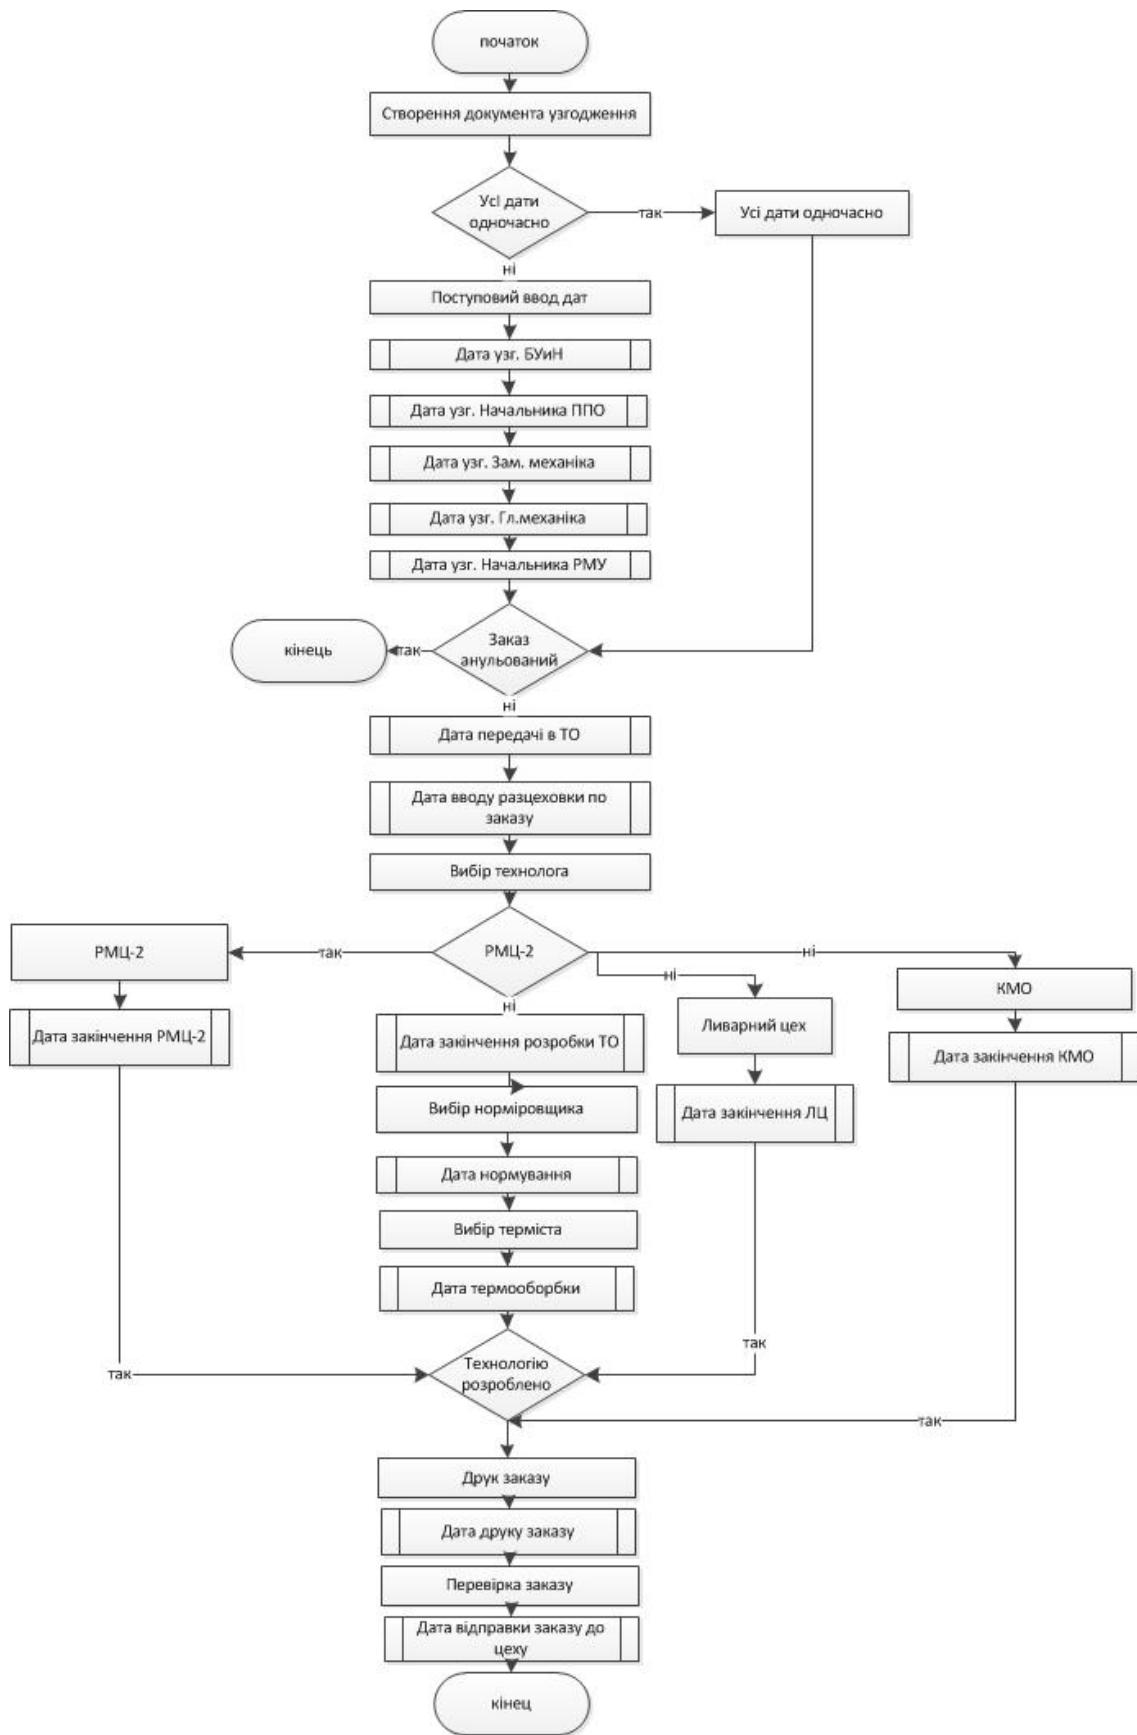 початок
Створення документа узгодження
Усі дати
одночасно
так
Усі дати одночасно
ні
Поступовий ввод дат
Дата узг. БУиН
Дата узг. Начальника ППО
Дата узг. Зам. механіка
Дата узг. Гл.механіка
Дата узг. Начальника РМУ
Заказ
анульований
так
кінець
ні
Дата передачі в ТО
Дата вводу разцеховки по
заказу
Вибір технолога
РМЦ-2
так
РМЦ-2
ні
ні
ні
КМО
Ливарний цех
Дата закінчення РМЦ-2
Дата закінчення розробки ТО
Дата закінчення КМО
Вибір норміровщика
Дата закінчення ЛЦ
Дата нормування
Вибір терміста
Дата термооборбки
так
Технологію
розроблено
так
так
Друк заказу
Дата друку заказу
Перевірка заказу
Дата відправки заказу до
цеху
кінец